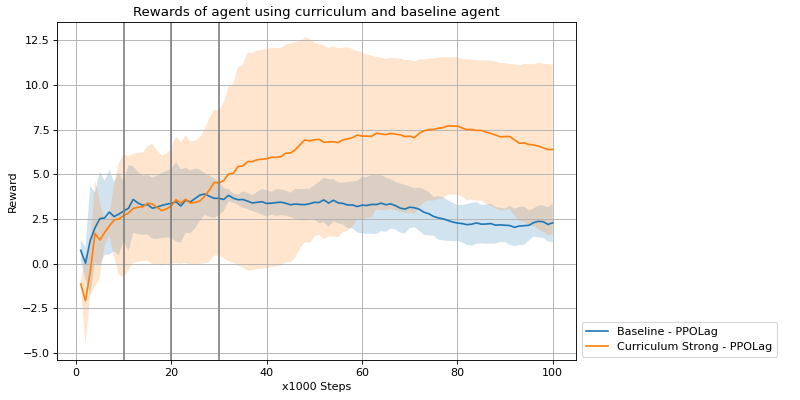 Rewards of agent using curriculum and baseline agent
12.5
10.0
7.5
5.0
2.5
0.0
−2.5
−5.0
Reward
0 20 40 60 80 100
x1000 Steps
Baseline - PPOLag
Curriculum Strong - PPOLag